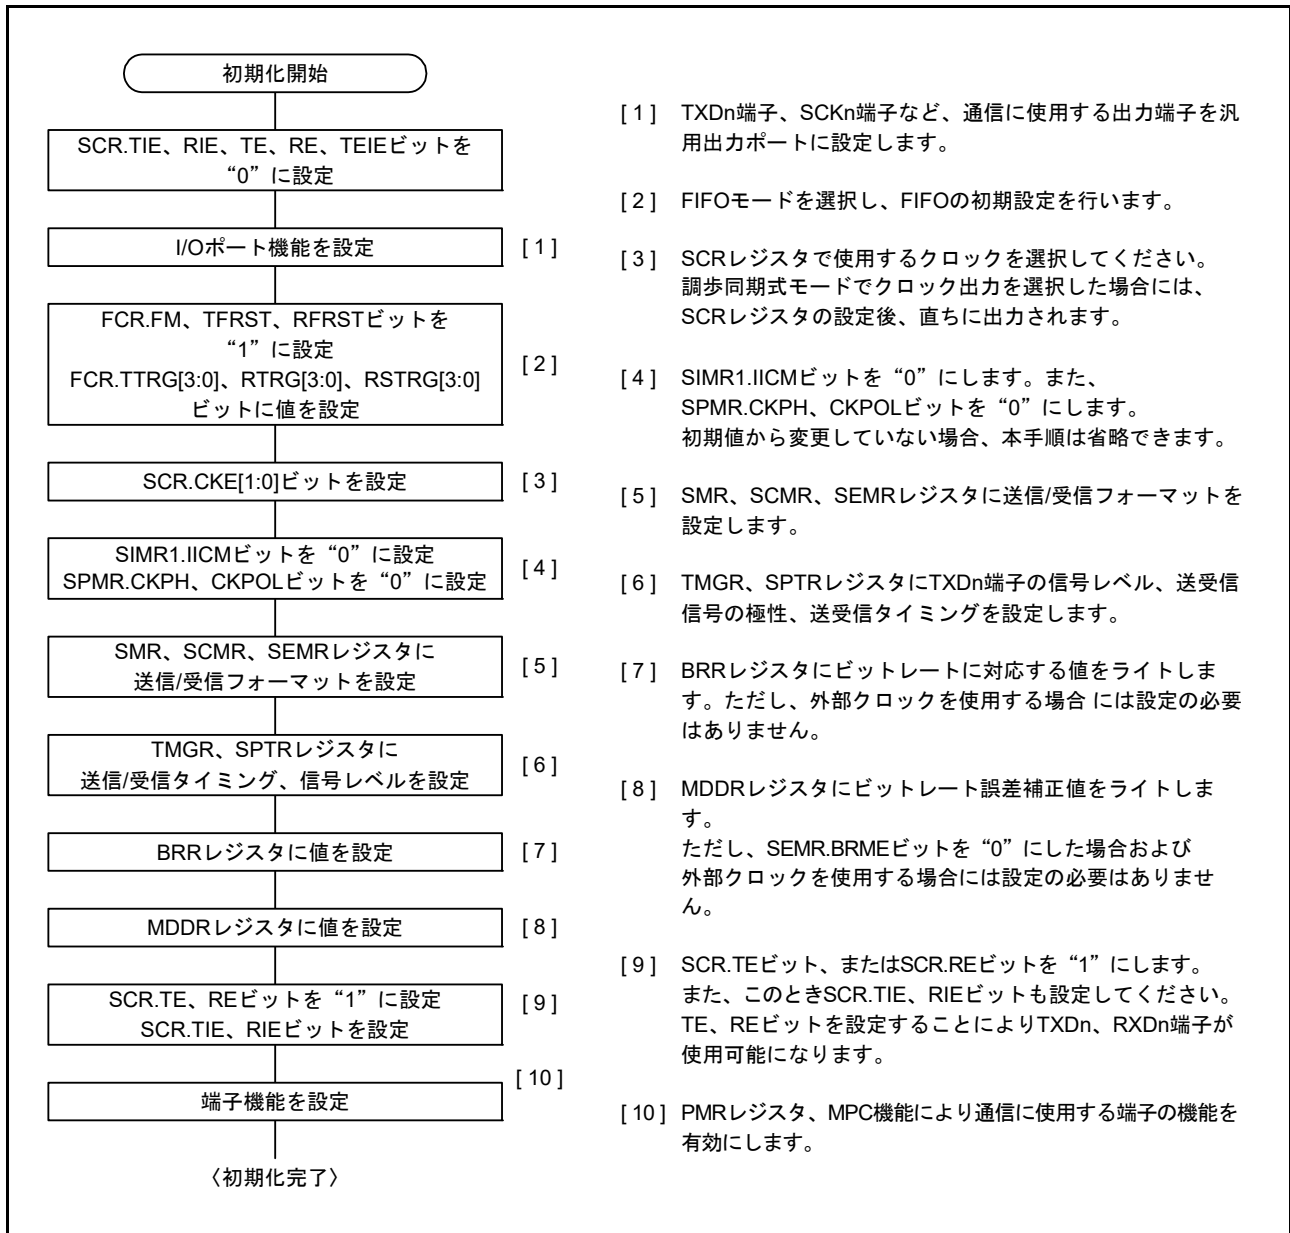 初期化開始
SCR.TIE、RIE、TE、RE、TEIEビットを
“0”に設定
I/Oポート機能を設定
[ 1 ]
FCR.FM、TFRST、RFRSTビットを
“1”に設定
FCR.TTRG[3:0]、RTRG[3:0]、RSTRG[3:0]
ビットに値を設定
[ 2 ]
SCR.CKE[1:0]ビットを設定
[ 3 ]
SIMR1.IICMビットを“0”に設定
SPMR.CKPH、CKPOLビットを“0”に設定
[ 4 ]
SMR、SCMR、SEMRレジスタに
送信/受信フォーマットを設定
[ 5 ]
TMGR、SPTRレジスタに
送信/受信タイミング、信号レベルを設定
[ 6 ]
BRRレジスタに値を設定
[ 7 ]
MDDRレジスタに値を設定
[ 8 ]
SCR.TE、REビットを“1”に設定
SCR.TIE、RIEビットを設定
[ 9 ]
端子機能を設定
[ 10 ]
〈初期化完了〉
[ 1 ] TXDn端子、SCKn端子など、通信に使用する出力端子を汎
用出力ポートに設定します。
[ 2 ] FIFOモードを選択し、FIFOの初期設定を行います。
[ 3 ] SCRレジスタで使用するクロックを選択してください。
調歩同期式モードでクロック出力を選択した場合には、
SCRレジスタの設定後、直ちに出力されます。
[ 4 ] SIMR1.IICMビットを“0”にします。また、
SPMR.CKPH、CKPOLビットを“0”にします。
初期値から変更していない場合、本手順は省略できます。
[ 5 ] SMR、SCMR、SEMRレジスタに送信/受信フォーマットを
設定します。
[ 6 ] TMGR、SPTRレジスタにTXDn端子の信号レベル、送受信
信号の極性、送受信タイミングを設定します。
[ 7 ] BRRレジスタにビットレートに対応する値をライトしま
す。ただし、外部クロックを使用する場合 には設定の必要
はありません。
[ 8 ] MDDRレジスタにビットレート誤差補正値をライトしま
す。
ただし、SEMR.BRMEビットを“0”にした場合および
外部クロックを使用する場合には設定の必要はありませ
ん。
[ 9 ] SCR.TEビット、またはSCR.REビットを“1”にします。
また、このときSCR.TIE、RIEビットも設定してください。
TE、REビットを設定することによりTXDn、RXDn端子が
使用可能になります。
[ 10 ] PMRレジスタ、MPC機能により通信に使用する端子の機能を
有効にします。